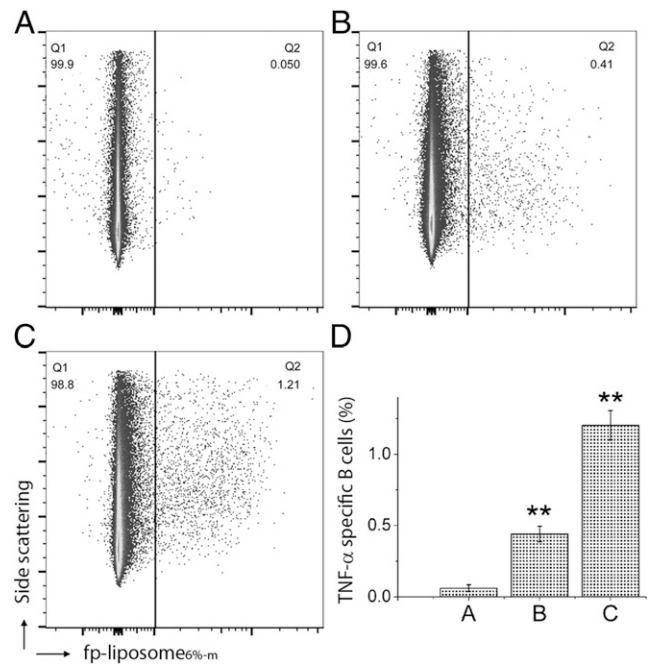 A
Q1
99.9
Q2
0.050
B
Q1
99.6
Q2
0.41
C
Q1
98.8
Q2
1.21
Side scattering
fp-liposome6%-m
D
TNF-α specific B cells (%)
1.0
0.5
0.0
**
**
A B C